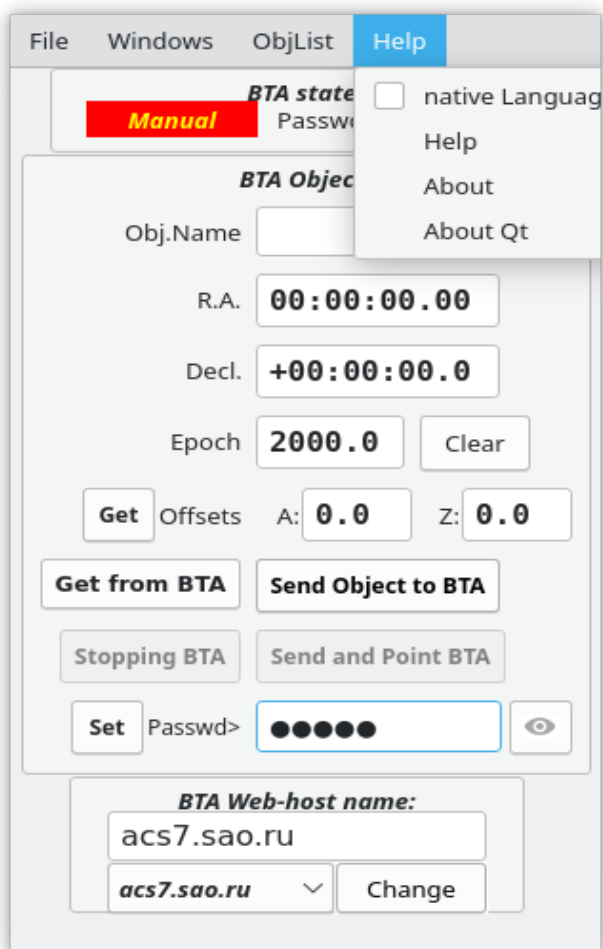 File Windows ObjList Help
BTA state
native Languag
Manual Passwo
Help
About
BTA Objec
About Qt
Obj.Name
R.A. 00:00:00.00
Decl. +00:00:00.0
Epoch 2000.0 Clear
Get Offsets A: 0.0 Z: 0.0
Get from BTA Send Object to BTA
Stopping BTA Send and Point BTA
Set Passwd> ●●●●●
BTA Web-host name:
acs7.sao.ru
acs7.sao.ru Change